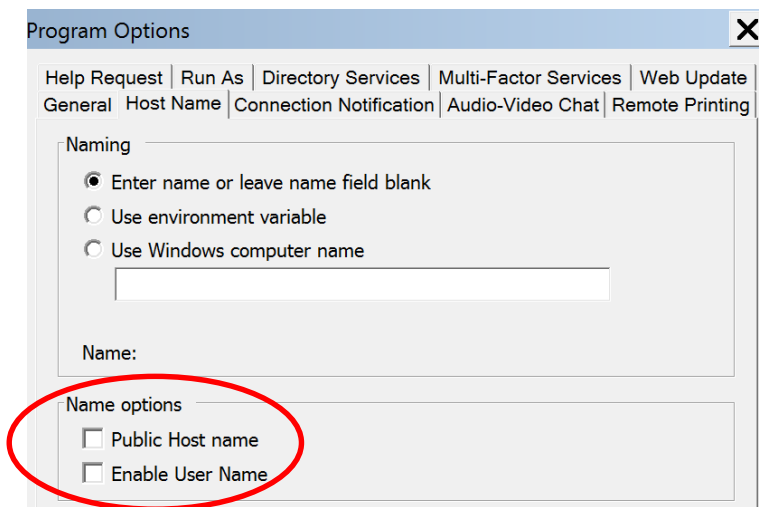 Program Options
Help Request Run As Directory Services Multi-Factor Services Web Update
General Host Name Connection Notification Audio-Video Chat Remote Printing
Naming
Enter name or leave name field blank
Use environment variable
Use Windows computer name
Name:
Name options
Public Host name
Enable User Name